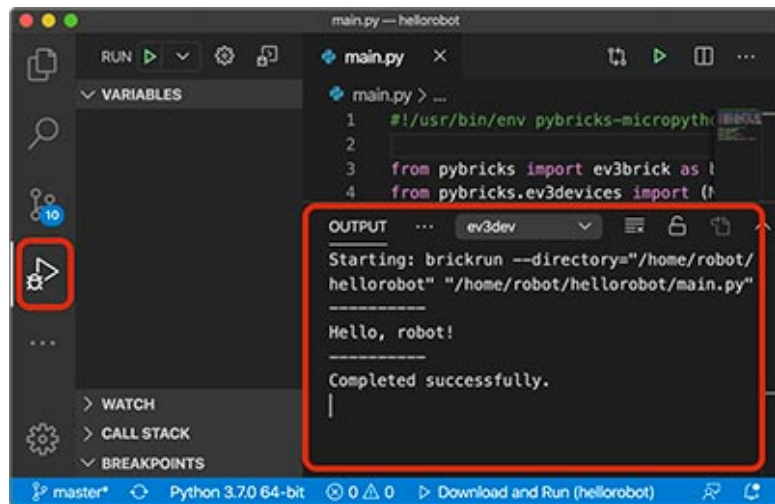 main.py — hellorobot
RUN
main.py
VARIABLES
main.py > ...
1 #!/usr/bin/env pybricks-micropytho
2
3 from pybricks import ev3brick as
4 from pybricks.ev3devices import (
10
OUTPUT ... ev3dev
Starting: brickrun --directory="/home/robot/
hellorobot" "/home/robot/hellorobot/main.py"
----------
Hello, robot!
----------
Completed successfully.
WATCH
CALL STACK
BREAKPOINTS
master* Python 3.7.0 64-bit 0 0 Download and Run (hellorobot)